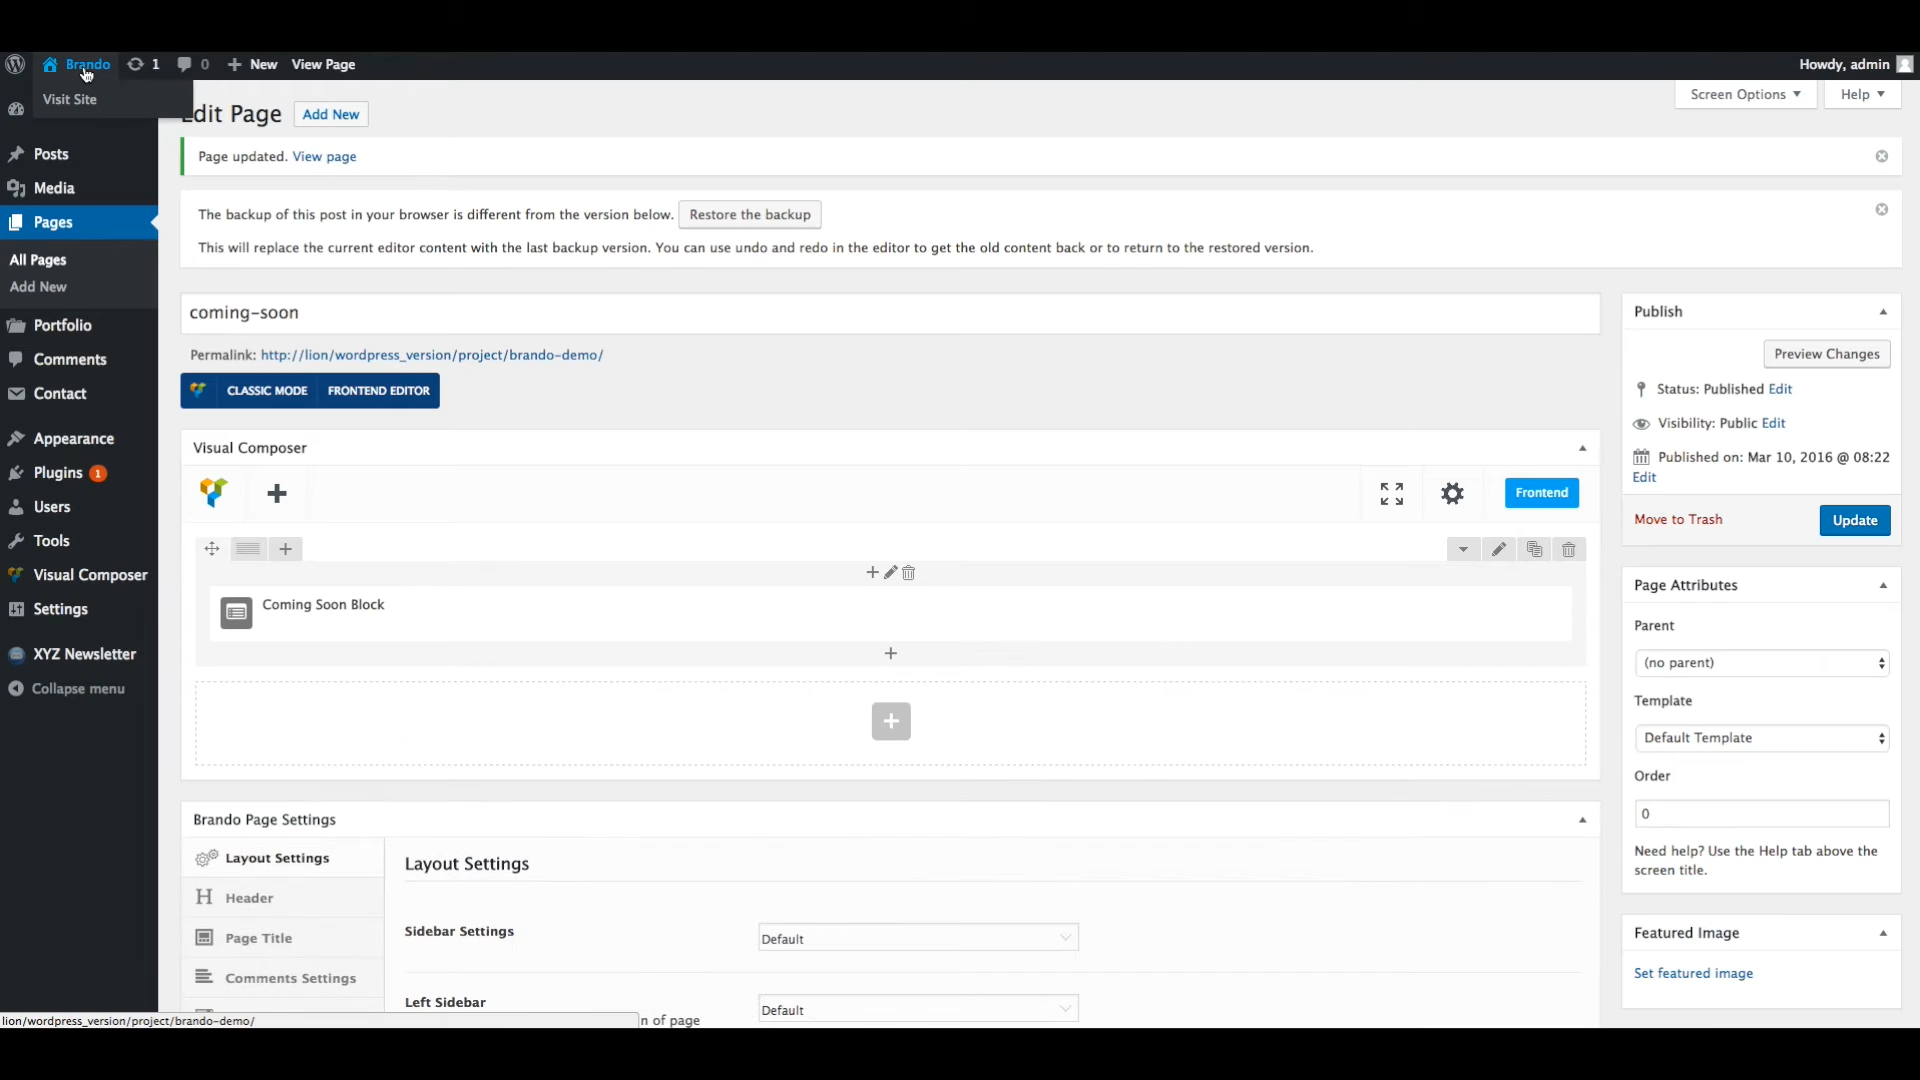 Brando 1 0 New View Page
Howdy, admin
Visit Site
Screen Options
Help
Posts
Media
Pages
All Pages
Add New
Portfolio
Comments
Contact
Appearance
Plugins 1
Users
Tools
Visual Composer
Settings
XYZ Newsletter
Collapse menu
dit Page Add New
Page updated. View page
The backup of this post in your browser is different from the version below. Restore the backup
This will replace the current editor content with the last backup version. You can use undo and redo in the editor to get the old content back or to return to the restored version.
coming-soon
Permalink: http://lion/wordpress_version/project/brando-demo/
CLASSIC MODE FRONTEND EDITOR
Visual Composer
Frontend
Coming Soon Block
Brando Page Settings
Layout Settings
Header
Page Title
Comments Settings
Layout Settings
Sidebar Settings Default
Left Sidebar Default
n of page
Publish
Preview Changes
Status: Published Edit
Visibility: Public Edit
Published on: Mar 10, 2016 @ 08:22
Edit
Move to Trash Update
Page Attributes
Parent
(no parent)
Template
Default Template
Order
0
Need help? Use the Help tab above the
screen title.
Featured Image
Set featured image
lion/wordpress_version/project/brando-demo/